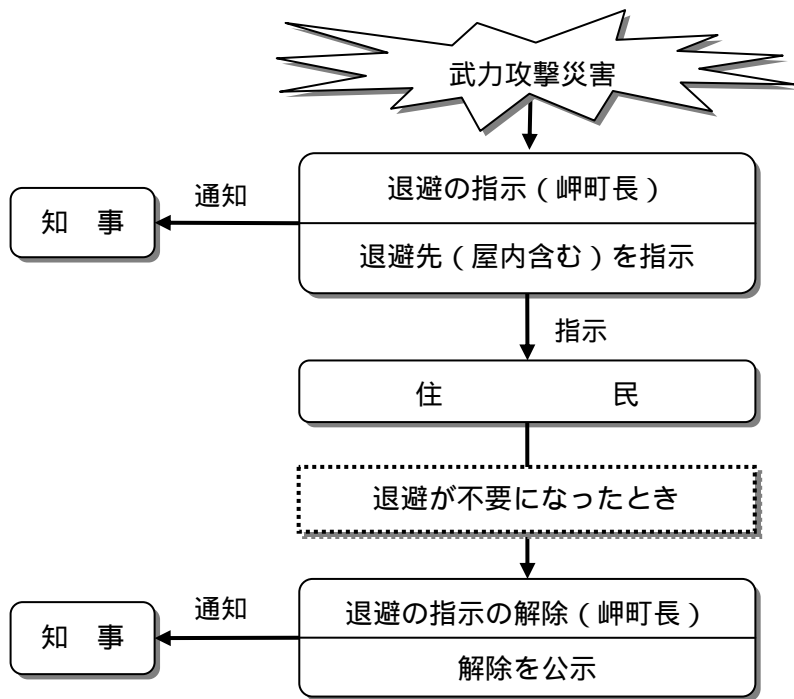 武力攻撃災害
退避の指示（岬町長）
通知
知　事
退避先（屋内含む）を指示
指示
住　　　　　　民
退避が不要になったとき
退避の指示の解除（岬町長）
通知
知　事
解除を公示